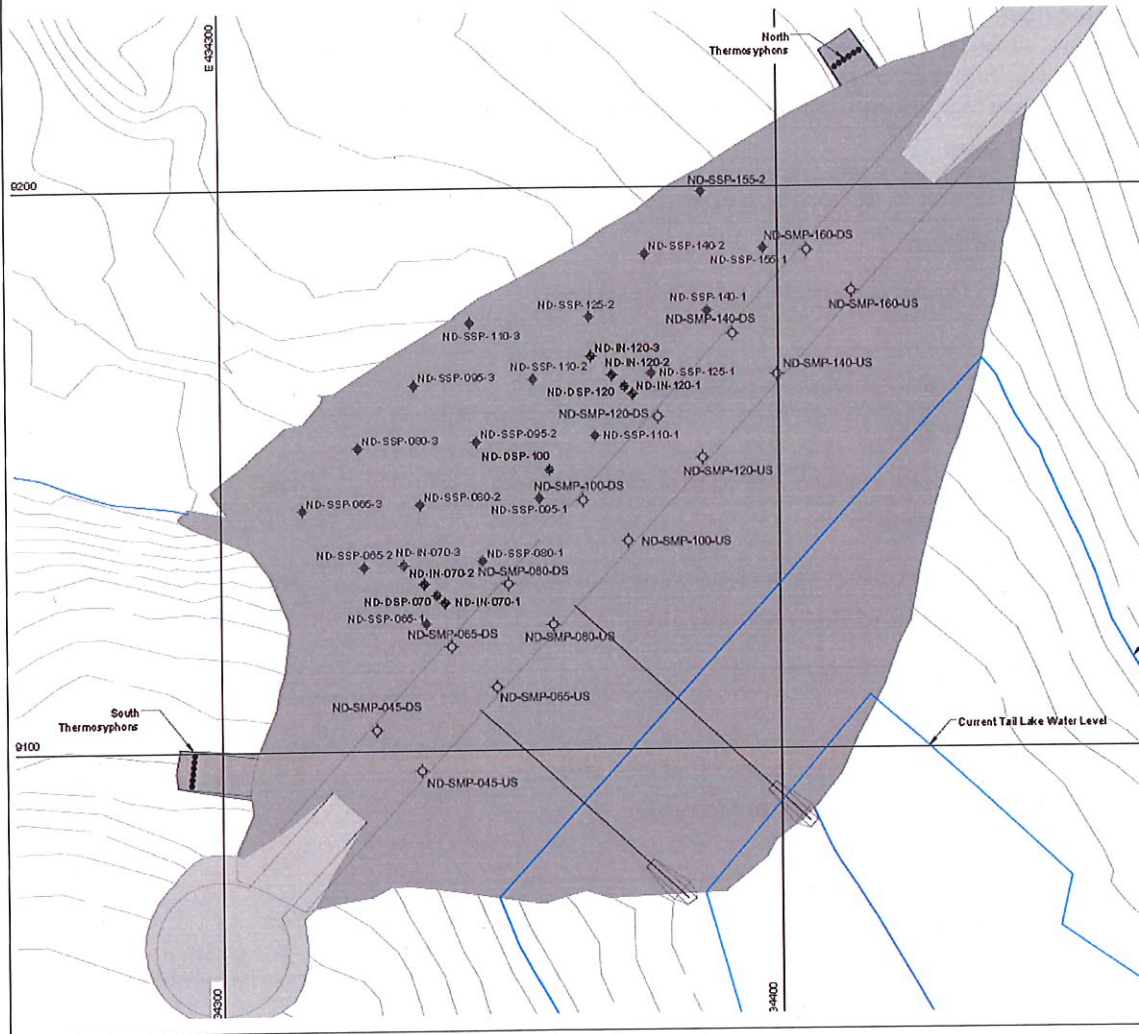 E 434300
North
Thermosyphons
9200
ND-SSP-155-2
ND-SMP-160-DS
ND-SSP-140-2
ND-SSP-155-1
ND-SMP-160-US
ND-SSP-125-2
ND-SSP-140-1
ND-SMP-140-DS
ND-SSP-110-3
ND-IN-120-3
ND-IN-120-2
ND-SMP-140-US
ND-SSP-110-2
ND-SSP-125-1
ND-SSP-095-3
ND-DSP-120
ND-IN-120-1
ND-SMP-120-DS
ND-SSP-095-2
ND-SSP-110-1
ND-SSP-080-3
ND-DSP-100
ND-SMP-120-US
ND-SMP-100-DS
ND-SSP-080-2
ND-SSP-065-3
ND-SSP-095-1
ND-SMP-100-US
ND-SSP-065-2
ND-IN-070-3
ND-SSP-080-1
ND-IN-070-2
ND-SMP-080-DS
ND-DSP-070
ND-IN-070-1
ND-SSP-065-1
ND-SMP-065-DS
ND-SMP-080-US
ND-SMP-065-US
ND-SMP-045-DS
South
Thermosyphons
Current Tail Lake Water Level
9100
ND-SMP-045-US
34300
34400